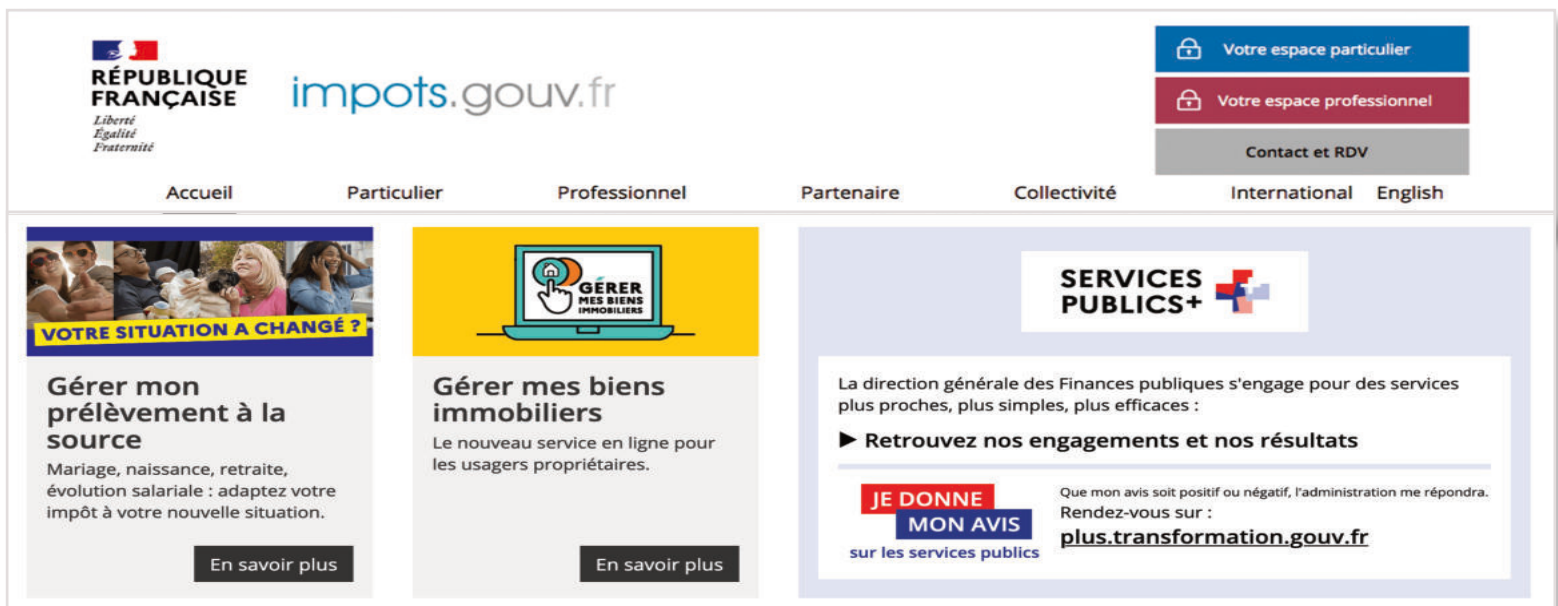 RÉPUBLIQUE
FRANÇAISE
Liberté
Égalité
Fraternité
impots.gouv.fr
Votre espace particulier
Votre espace professionnel
Contact et RDV
Accueil Particulier Professionnel Partenaire Collectivité International English
VOTRE SITUATION A CHANGÉ ?
Gérer mon
prélèvement à la
source
Mariage, naissance, retraite,
évolution salariale : adaptez votre
impôt à votre nouvelle situation.
En savoir plus
GÉRER
MES BIENS
IMMOBILIERS
Gérer mes biens
immobiliers
Le nouveau service en ligne pour
les usagers propriétaires.
En savoir plus
SERVICES
PUBLICS+
La direction générale des Finances publiques s'engage pour des services
plus proches, plus simples, plus efficaces :
► Retrouvez nos engagements et nos résultats
JE DONNE
MON AVIS
sur les services publics
Que mon avis soit positif ou négatif, l'administration me répondra.
Rendez-vous sur :
plus.transformation.gouv.fr